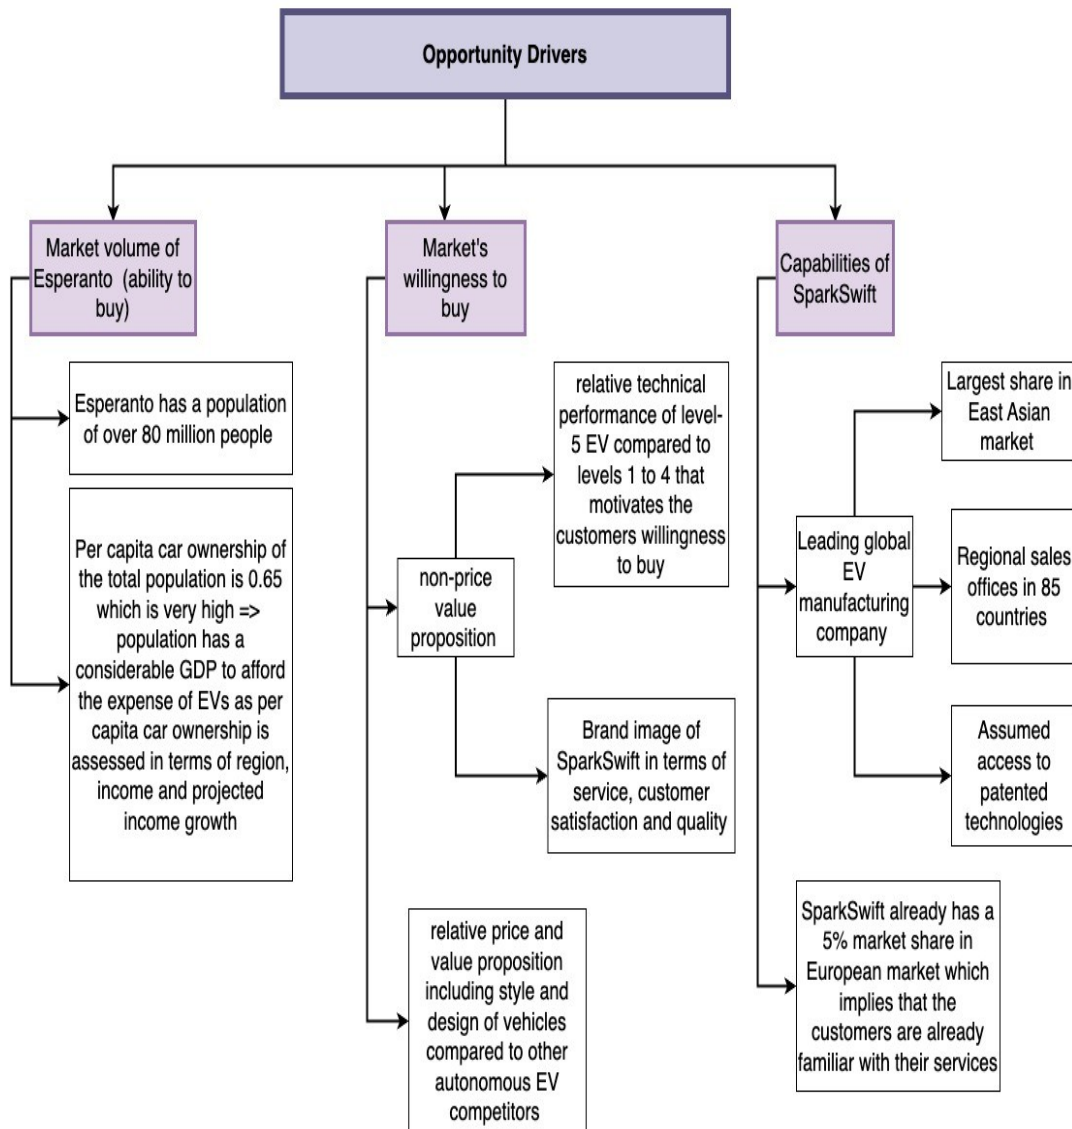 Opportunity Drivers
Market volume of
Esperanto (ability to
buy)
Market's
willingness to
buy
Capabilities of
SparkSwift
Esperanto has a population
of over 80 million people
Per capita car ownership of
the total population is 0.65
which is very high =>
population has a
considerable GDP to afford
the expense of EVs as per
capita car ownership is
assessed in terms of region,
income and projected
income growth
non-price
value
proposition
relative technical
performance of level-
5 EV compared to
levels 1 to 4 that
motivates the
customers willingness
to buy
Brand image of
SparkSwift in terms of
service, customer
satisfaction and quality
relative price and
value proposition
including style and
design of vehicles
compared to other
autonomous EV
competitors
Leading global
EV
manufacturing
company
Largest share in
East Asian
market
Regional sales
offices in 85
countries
Assumed
access to
patented
technologies
SparkSwift already has a
5% market share in
European market which
implies that the
customers are already
familiar with their services